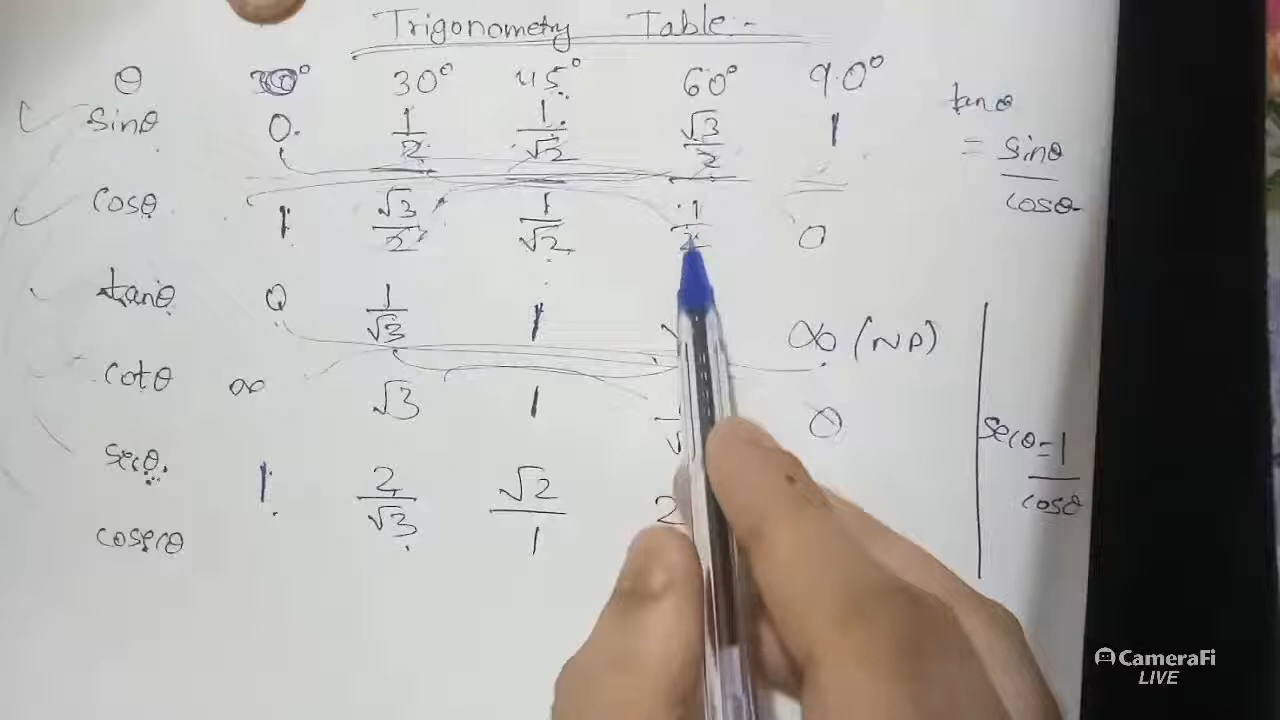 Trigonometry Table:-
θ 30° 45° 60° 90°
sinθ 0 1/2 1/√2 √3/2 1
cosθ 1 √3/2 1/√2 1/2 0
tanθ 0 1/√3 1 ∞ (ND)
cotθ ∞ √3 1 0
secθ 1 2/√3 √2/1 2
cosecθ
tanθ
= sinθ/cosθ
secθ = 1/cosθ
CameraFi
LIVE